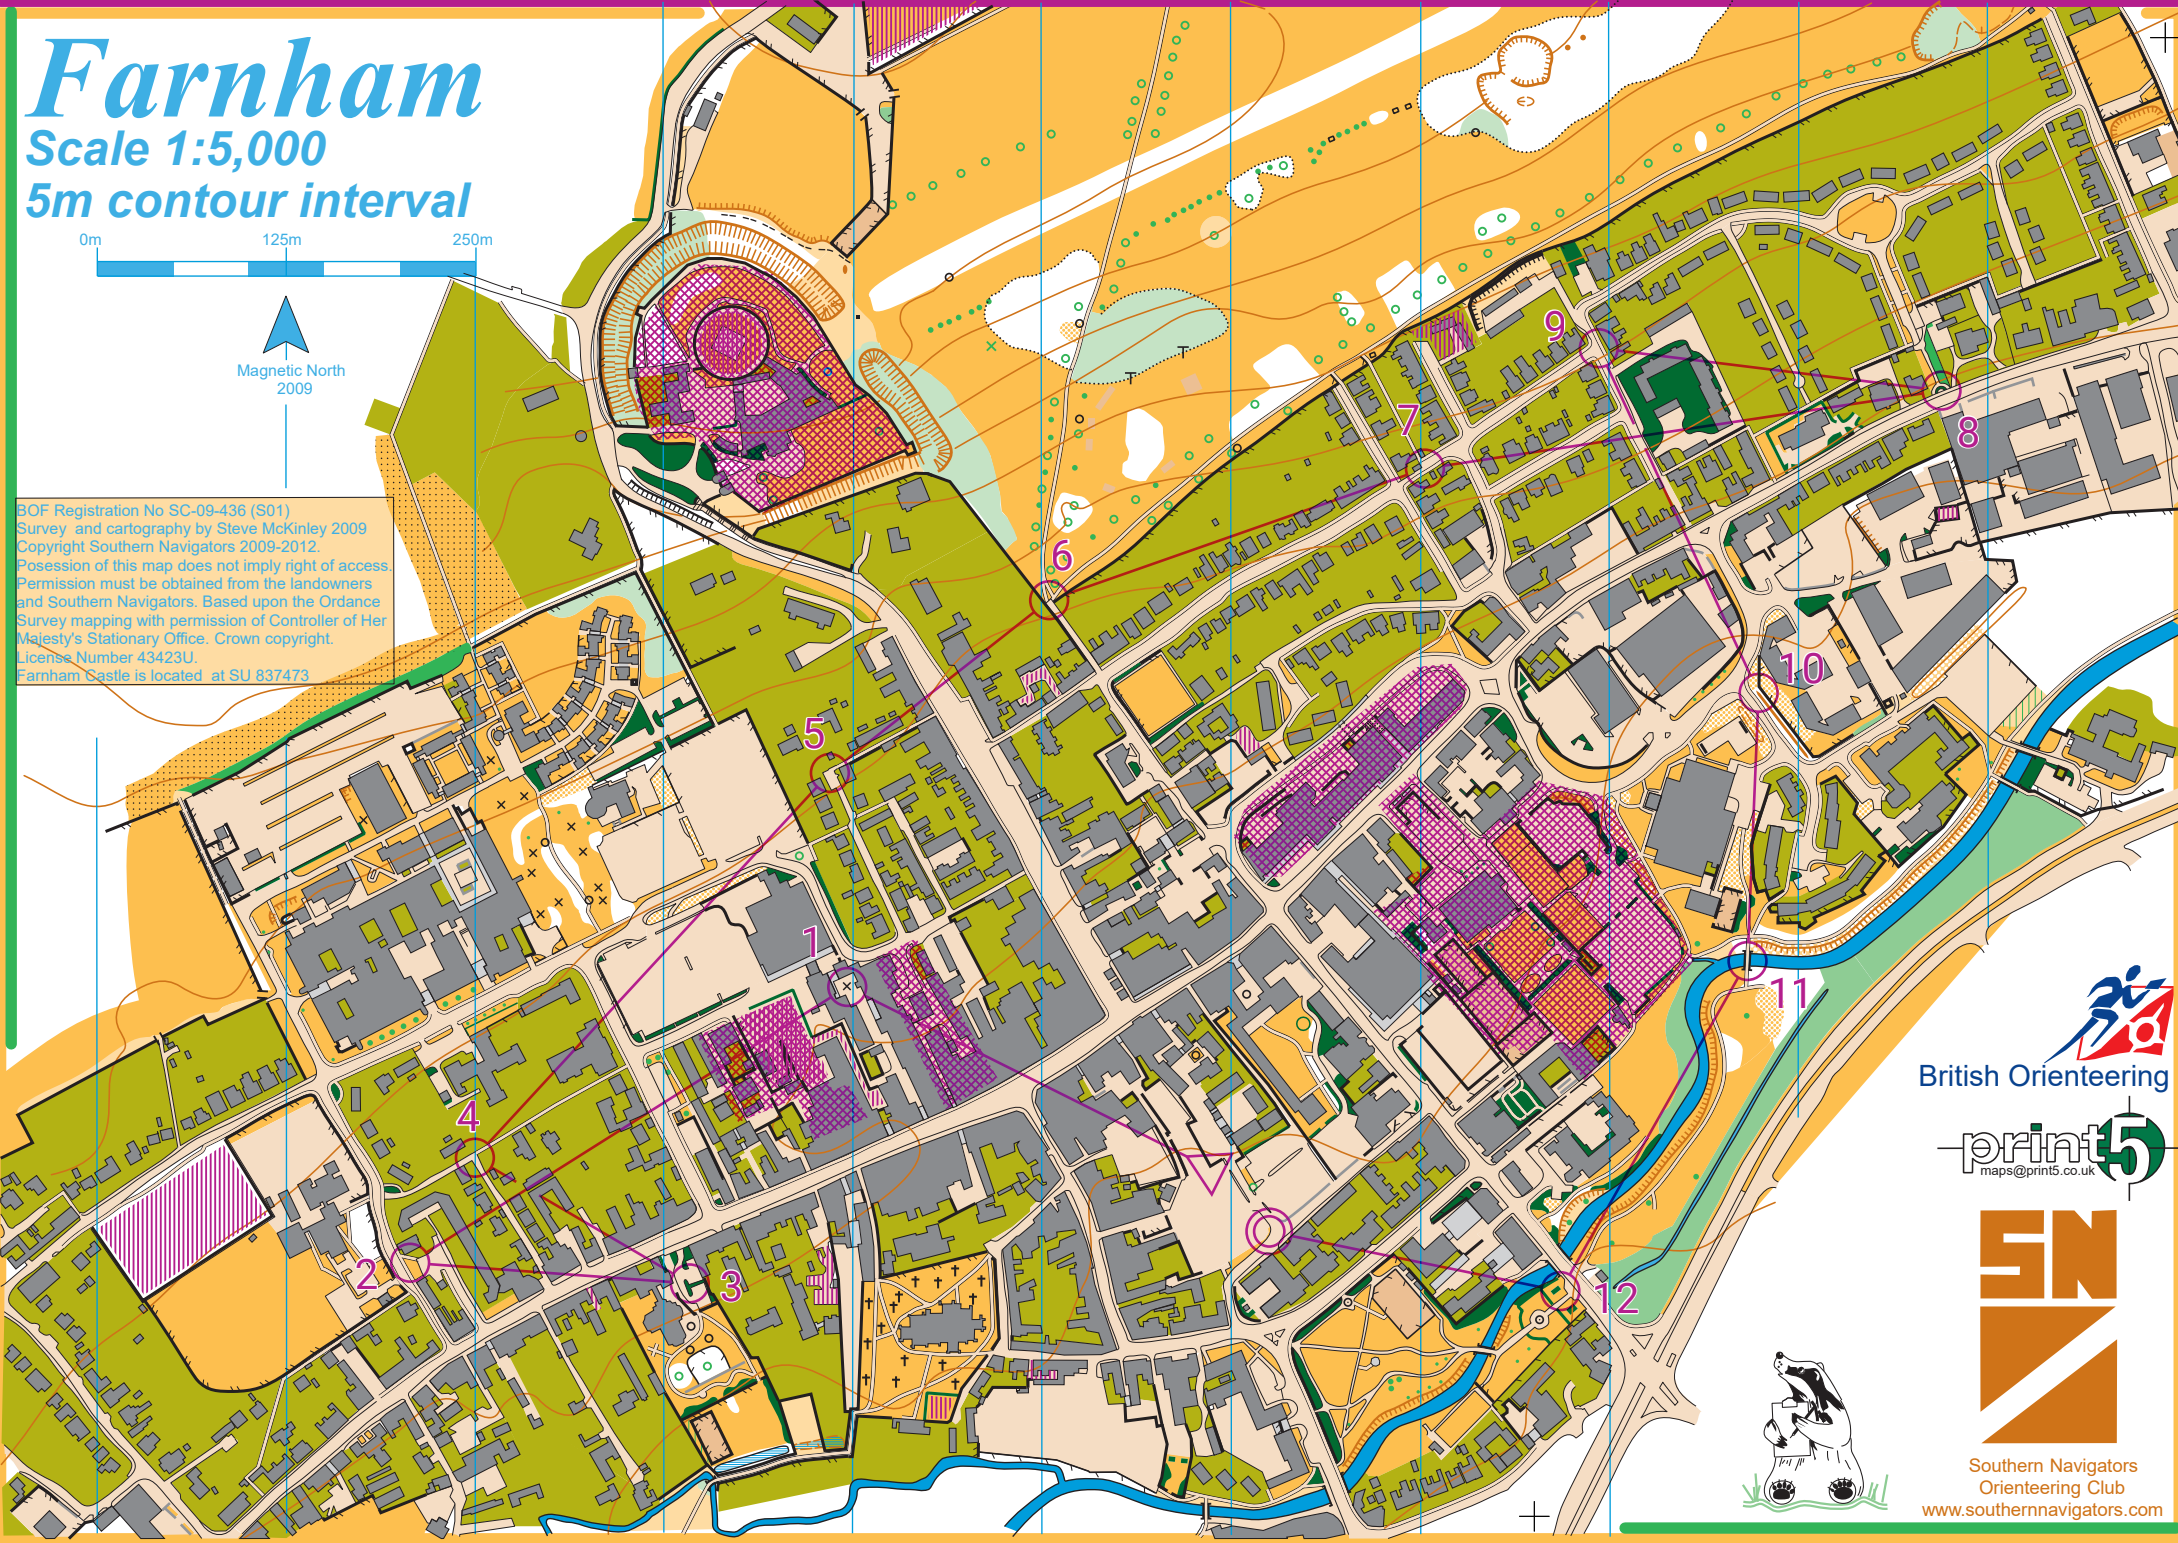 Farnham
Scale 1:5,000
5m contour interval
0m 125m 250m
Magnetic North
2009
BOF Registration No SC-09-436 (S01)
Survey and cartography by Steve McKinley 2009
Copyright Southern Navigators 2009-2012.
Posession of this map does not imply right of access.
Permission must be obtained from the landowners
and Southern Navigators. Based upon the Ordance
Survey mapping with permission of Controller of Her
Majesty's Stationary Office. Crown copyright.
License Number 43423U.
Farnham Castle is located at SU 837473
9
7
8
6
10
5
1
11
4
2
3
12
British Orienteering
print5
maps@print5.co.uk
SN
Southern Navigators
Orienteering Club
www.southernnavigators.com